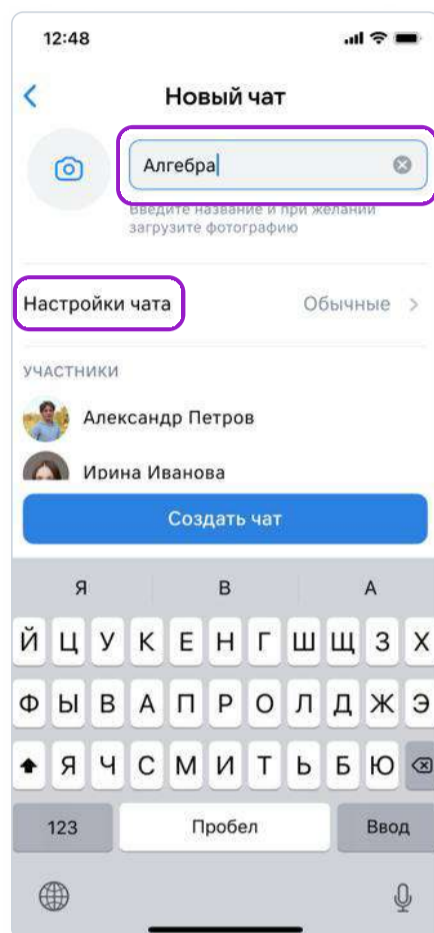 12:48
Новый чат
Алгебра
Введите название и при желании
загрузите фотографию
Настройки чата
Обычные
УЧАСТНИКИ
Александр Петров
Ирина Иванова
Создать чат
Я В А
Й Ц У К Е Н Г Ш Щ З Х
Ф Ы В А П Р О Л Д Ж Э
Я Ч С М И Т Ь Б Ю
123 Пробел Ввод